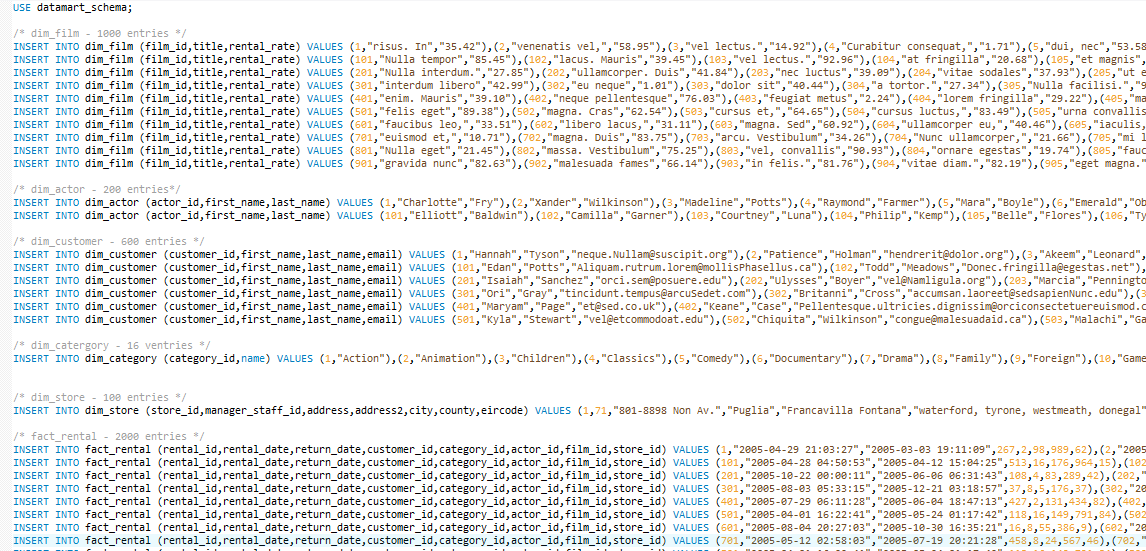 USE datamart_schema;
/* dim_film - 1000 entries */
INSERT INTO dim_film (film_id,title,rental_rate) VALUES (1,"risus. In","35.42"),(2,"venenatis vel,","58.95"),(3,"vel lectus.","14.92"),(4,"Curabitur consequat,","1.71"),(5,"dui, nec","53.58
INSERT INTO dim_film (film_id,title,rental_rate) VALUES (101,"Nulla tempor","85.45"),(102,"lacus. Mauris","39.45"),(103,"vel lectus.","92.96"),(104,"at fringilla","20.68"),(105,"et magnis",
INSERT INTO dim_film (film_id,title,rental_rate) VALUES (201,"Nulla interdum.","27.85"),(202,"ullamcorper. Duis","41.84"),(203,"nec luctus","39.09"),(204,"vitae sodales","37.93"),(205,"ut e
INSERT INTO dim_film (film_id,title,rental_rate) VALUES (301,"interdum libero","42.99"),(302,"eu neque","1.01"),(303,"dolor sit","40.44"),(304,"a tortor.","27.34"),(305,"Nulla facilisi.","9
INSERT INTO dim_film (film_id,title,rental_rate) VALUES (401,"enim. Mauris","39.10"),(402,"neque pellentesque","76.03"),(403,"feugiat metus","2.24"),(404,"lorem fringilla","29.22"),(405,"ma
INSERT INTO dim_film (film_id,title,rental_rate) VALUES (501,"felis eget","89.38"),(502,"magna. Cras","62.54"),(503,"cursus et,","64.65"),(504,"cursus luctus,","83.49"),(505,"urna convallis
INSERT INTO dim_film (film_id,title,rental_rate) VALUES (601,"faucibus leo,","33.51"),(602,"libero lacus,","31.11"),(603,"magna. Sed","60.92"),(604,"ullamcorper eu,","40.46"),(605,"iaculis,
INSERT INTO dim_film (film_id,title,rental_rate) VALUES (701,"euismod et,","10.71"),(702,"magna. Duis","83.75"),(703,"arcu. Vestibulum","34.26"),(704,"Nunc ullamcorper,","21.16"),(705,"mi l
INSERT INTO dim_film (film_id,title,rental_rate) VALUES (801,"Nulla eget","21.45"),(802,"massa. Vestibulum","75.25"),(803,"vel, convallis","90.93"),(804,"ornare egestas","19.74"),(805,"fauc
INSERT INTO dim_film (film_id,title,rental_rate) VALUES (901,"gravida nunc","82.63"),(902,"malesuada fames","66.14"),(903,"in felis.","81.76"),(904,"vitae diam.","82.19"),(905,"eget magna."
/* dim_actor - 200 entries*/
INSERT INTO dim_actor (actor_id,first_name,last_name) VALUES (1,"Charlotte","Fry"),(2,"Xander","Wilkinson"),(3,"Madeline","Potts"),(4,"Raymond","Farmer"),(5,"Mara","Boyle"),(6,"Emerald","Ob
INSERT INTO dim_actor (actor_id,first_name,last_name) VALUES (101,"Elliott","Baldwin"),(102,"Camilla","Garner"),(103,"Courtney","Luna"),(104,"Philip","Kemp"),(105,"Belle","Flores"),(106,"Ty
/* dim_customer - 600 entries */
INSERT INTO dim_customer (customer_id,first_name,last_name,email) VALUES (1,"Hannah","Tyson","neque.Nullam@suscipit.org"),(2,"Patience","Holman","hendrerit@dolor.org"),(3,"Akeem","Leonard",
INSERT INTO dim_customer (customer_id,first_name,last_name,email) VALUES (101,"Edan","Potts","Aliquam.rutrum.lorem@mollisPhasellus.ca"),(102,"Todd","Meadows","Donec.fringilla@egestas.net"),
INSERT INTO dim_customer (customer_id,first_name,last_name,email) VALUES (201,"Isaiah","Sanchez","orci.sem@posuere.edu"),(202,"Ulysses","Boyer","vel@Namligula.org"),(203,"Marcia","Pennington
INSERT INTO dim_customer (customer_id,first_name,last_name,email) VALUES (301,"Ori","Gray","tincidunt.tempus@arcuSedet.com"),(302,"Britanni","Cross","accumsan.laoreet@sedsapienNunc.edu"),(3
INSERT INTO dim_customer (customer_id,first_name,last_name,email) VALUES (401,"Maryam","Page","et@sed.co.uk"),(402,"Keane","Case","Pellentesque.ultricies.dignissim@orciconsectetuereuismod.c
INSERT INTO dim_customer (customer_id,first_name,last_name,email) VALUES (501,"Kyla","Stewart","vel@etcommodoat.edu"),(502,"Chiquita","Wilkinson","congue@malesuadaid.ca"),(503,"Malachi","Ga
/* dim_catergory - 16 ventries */
INSERT INTO dim_category (category_id,name) VALUES (1,"Action"),(2,"Animation"),(3,"Children"),(4,"Classics"),(5,"Comedy"),(6,"Documentary"),(7,"Drama"),(8,"Family"),(9,"Foreign"),(10,"Game
/* dim_store - 100 entries */
INSERT INTO dim_store (store_id,manager_staff_id,address,address2,city,county,eircode) VALUES (1,71,"801-8898 Non Av.","Puglia","Francavilla Fontana","waterford, tyrone, westmeath, donegal"
/* fact_rental - 2000 entries */
INSERT INTO fact_rental (rental_id,rental_date,return_date,customer_id,category_id,actor_id,film_id,store_id) VALUES (1,"2005-04-29 21:03:27","2005-03-03 19:11:09",267,2,98,989,62),(2,"2005
INSERT INTO fact_rental (rental_id,rental_date,return_date,customer_id,category_id,actor_id,film_id,store_id) VALUES (101,"2005-04-28 04:50:53","2005-04-12 15:04:25",513,16,176,964,15),(102
INSERT INTO fact_rental (rental_id,rental_date,return_date,customer_id,category_id,actor_id,film_id,store_id) VALUES (201,"2005-10-22 00:00:11","2005-06-06 06:31:43",108,4,83,289,42),(202,"
INSERT INTO fact_rental (rental_id,rental_date,return_date,customer_id,category_id,actor_id,film_id,store_id) VALUES (301,"2005-08-03 05:33:15","2005-12-21 03:18:57",37,8,5,176,37),(302,"20
INSERT INTO fact_rental (rental_id,rental_date,return_date,customer_id,category_id,actor_id,film_id,store_id) VALUES (401,"2005-07-29 06:11:28","2005-06-04 18:47:13",427,2,131,434,82),(402,
INSERT INTO fact_rental (rental_id,rental_date,return_date,customer_id,category_id,actor_id,film_id,store_id) VALUES (501,"2005-04-01 16:22:41","2005-05-24 01:17:42",118,16,149,751,84),(502
INSERT INTO fact_rental (rental_id,rental_date,return_date,customer_id,category_id,actor_id,film_id,store_id) VALUES (601,"2005-08-04 20:27:03","2005-10-30 16:35:21",16,8,55,386,9),(602,"20
INSERT INTO fact_rental (rental_id,rental_date,return_date,customer_id,category_id,actor_id,film_id,store_id) VALUES (701,"2005-05-12 02:58:03","2005-07-19 20:21:28",458,8,24,567,46),(702,"